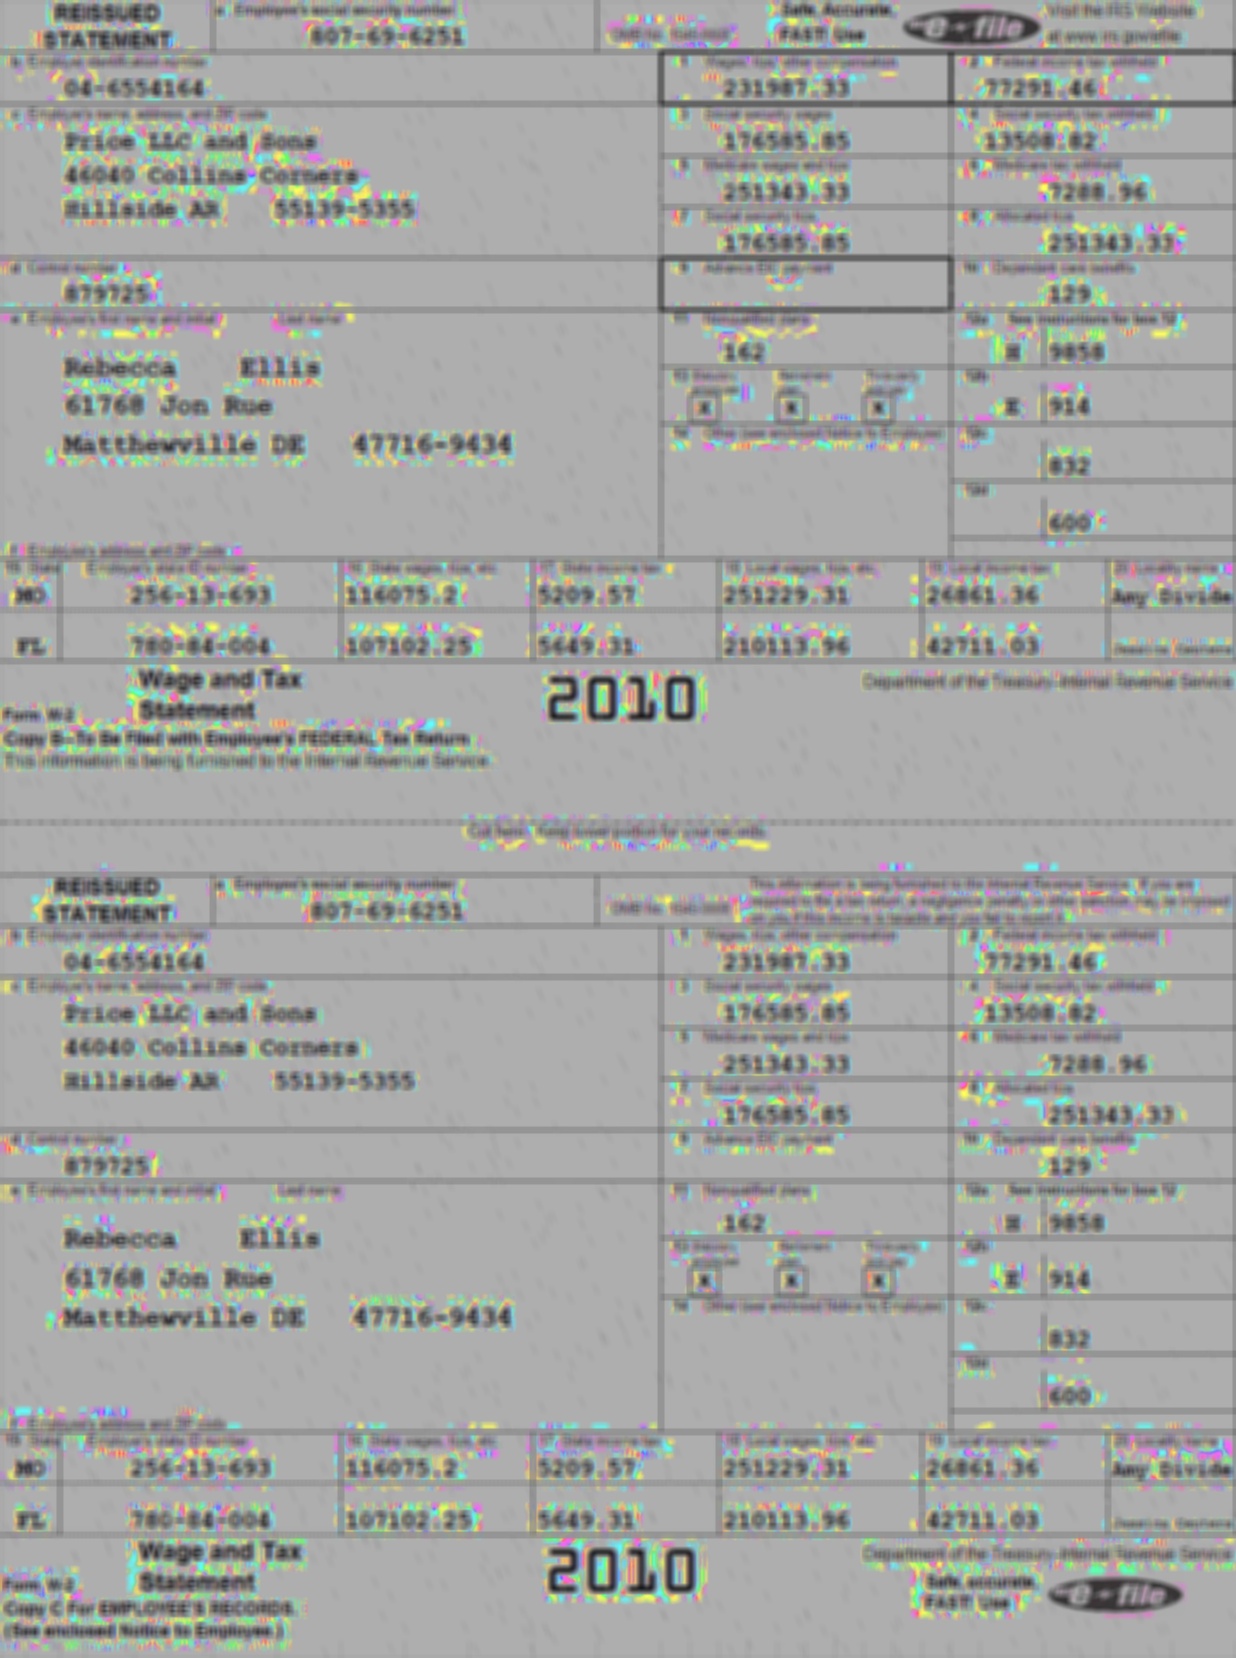 REISSUED STATEMENT
a Employee's social security number
807-69-6251
OMB No.
Safe, Accurate, FAST! Use
e-file
Visit the IRS Website at www.irs.gov/efile
b Employer identification number
04-6554164
1 Wages, tips, other compensation
231987.33
2 Federal income tax withheld
77291.46
c Employer's name, address, and ZIP code
Price LLC and Sons
46040 Collins Corners
Hillside AR 55139-5355
3 Social security wages
176585.85
4 Social security tax withheld
13508.82
5 Medicare wages and tips
251343.33
6 Medicare tax withheld
7288.96
7 Social security tips
176585.85
8 Allocated tips
251343.33
d Control number
879725
9 Advance EIC payment
10 Dependent care benefits
129
e Employee's first name and initial Last name
Rebecca Ellis
61768 Jon Rue
Matthewville DE 47716-9434
11 Nonqualified plans
162
12a See instructions for box 12
H 9858
13
X X X
12b
E 914
14 Other (see enclosed Notice to Employee)
12c
832
12d
600
f Employee's address and ZIP code
15 State Employer's state ID number 16 State wages, tips, etc. 17 State income tax 18 Local wages, tips, etc. 19 Local income tax 20 Locality name
MO 256-13-693 116075.2 5209.57 251229.31 26861.36 Amy Divide
FL 780-84-004 107102.25 5649.31 210113.96 42711.03
Form W-2 Wage and Tax Statement
2010
Department of the Treasury-Internal Revenue Service
Copy B-To Be Filed with Employee's FEDERAL Tax Return
This information is being furnished to the Internal Revenue Service.
Cut here. Keep lower portion for your records.
REISSUED STATEMENT
a Employee's social security number
807-69-6251
OMB No.
This information is being furnished to the Internal Revenue Service. If you are
required to file a tax return, a negligence penalty or other sanction may be imposed
on you if this income is taxable and you fail to report it.
b Employer identification number
04-6554164
1 Wages, tips, other compensation
231987.33
2 Federal income tax withheld
77291.46
c Employer's name, address, and ZIP code
Price LLC and Sons
46040 Collins Corners
Hillside AR 55139-5355
3 Social security wages
176585.85
4 Social security tax withheld
13508.82
5 Medicare wages and tips
251343.33
6 Medicare tax withheld
7288.96
7 Social security tips
176585.85
8 Allocated tips
251343.33
d Control number
879725
9 Advance EIC payment
10 Dependent care benefits
129
e Employee's first name and initial Last name
Rebecca Ellis
61768 Jon Rue
Matthewville DE 47716-9434
11 Nonqualified plans
162
12a See instructions for box 12
H 9858
13
X X X
12b
E 914
14 Other (see enclosed Notice to Employee)
12c
832
12d
600
f Employee's address and ZIP code
15 State Employer's state ID number 16 State wages, tips, etc. 17 State income tax 18 Local wages, tips, etc. 19 Local income tax 20 Locality name
MO 256-13-693 116075.2 5209.57 251229.31 26861.36 Amy Divide
FL 780-84-004 107102.25 5649.31 210113.96 42711.03
Form W-2 Wage and Tax Statement
2010
Department of the Treasury-Internal Revenue Service
Copy C For EMPLOYEE'S RECORDS.
(See enclosed Notice to Employee.)
Safe, accurate, FAST! Use
e-file